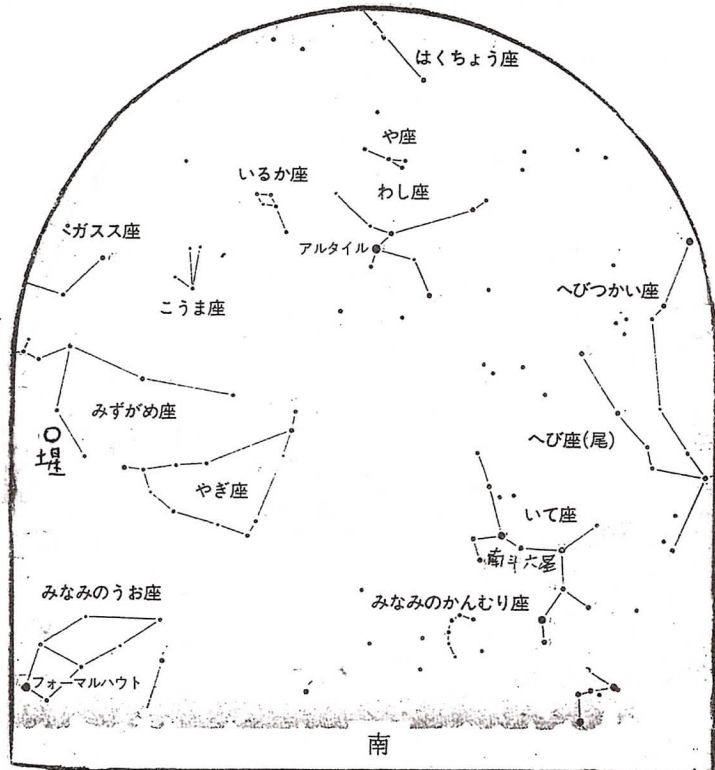 はくちょう座
や座
いるか座
わし座
ペガスス座
アルタイル
へびつかい座
こうま座
みずがめ座
土星
へび座(尾)
やぎ座
いて座
南斗六星
みなみのうお座
みなみのかんむり座
フォーマルハウト
南